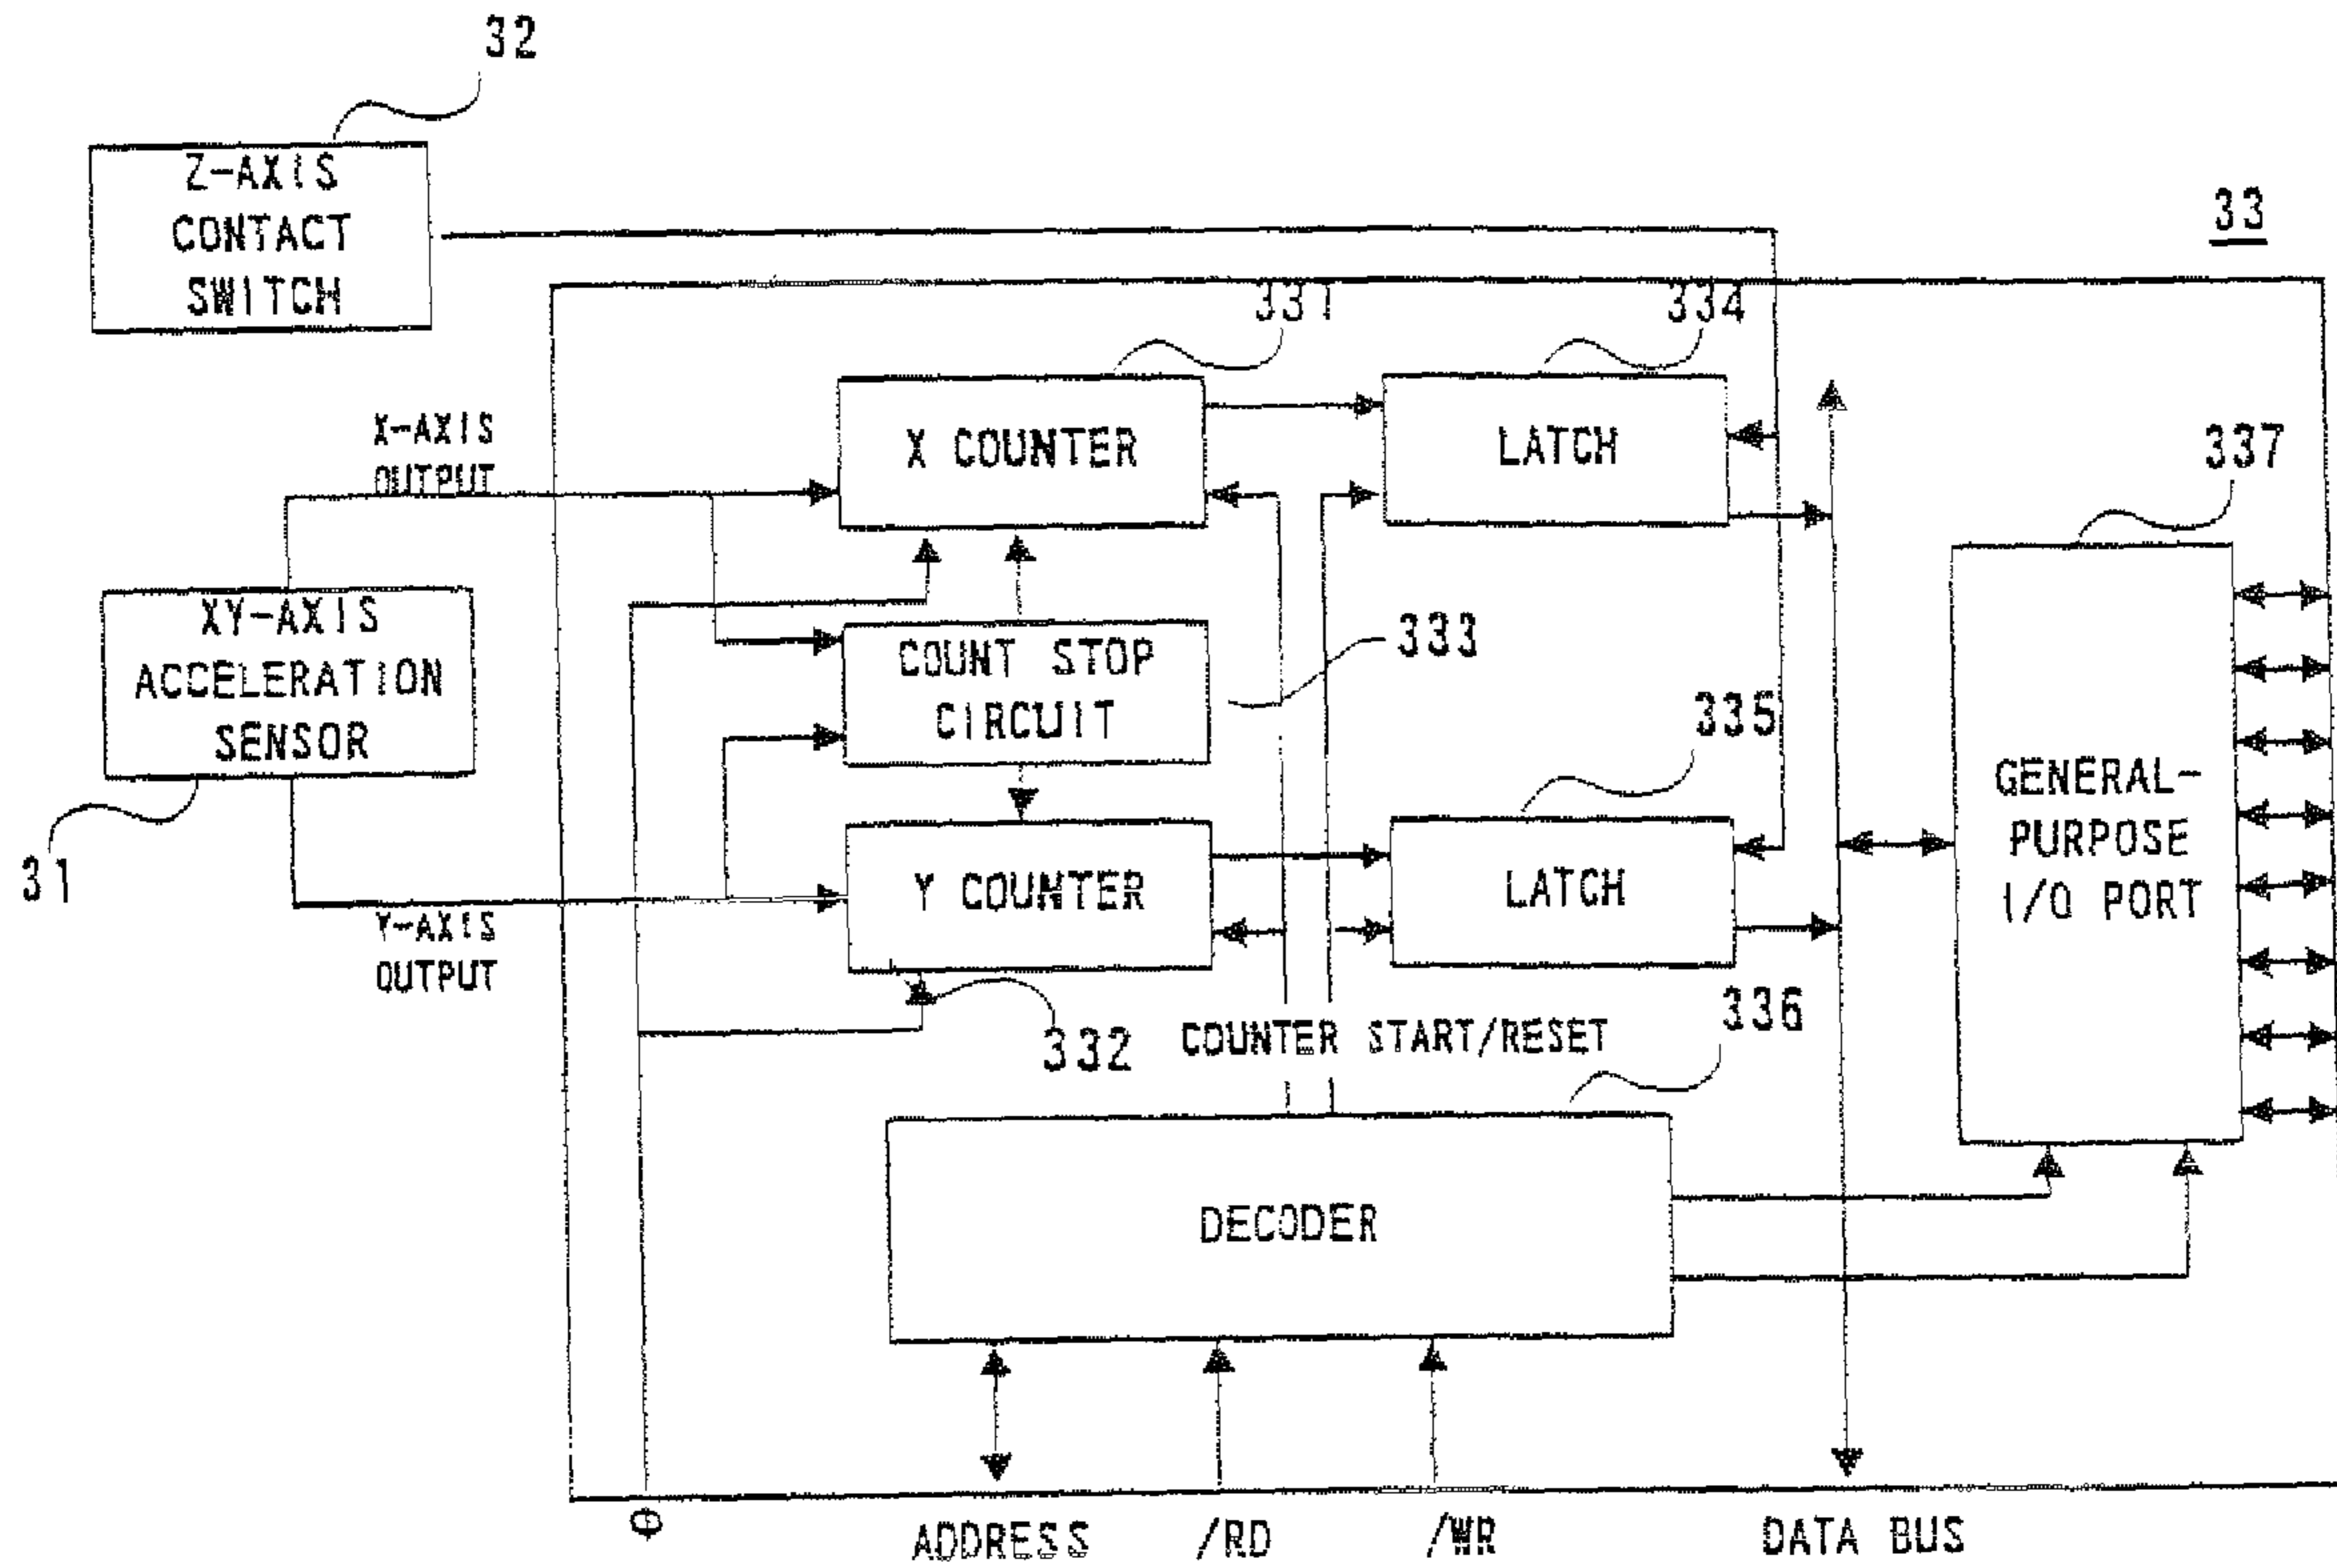 32
Z-AXIS
CONTACT
SWITCH
33
331
334
X-AXIS
OUTPUT
X COUNTER
LATCH
337
XY-AXIS
ACCELERATION
SENSOR
COUNT STOP
CIRCUIT
333
335
GENERAL-
PURPOSE
I/O PORT
31
Y COUNTER
LATCH
Y-AXIS
OUTPUT
332
COUNTER START/RESET
336
DECODER
Φ
ADDRESS
/RD
/WR
DATA BUS